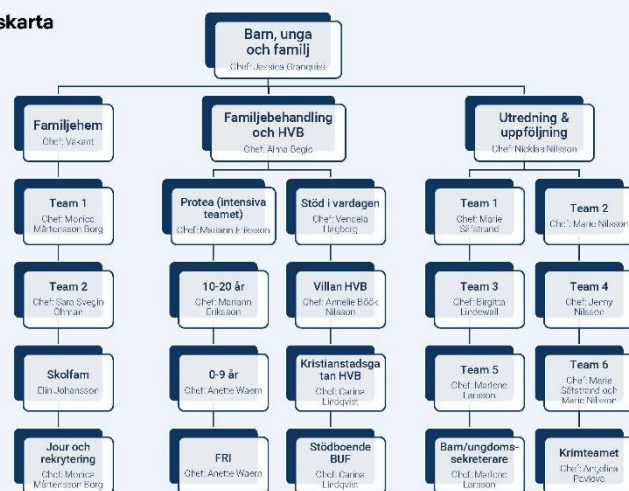 skarta
Barn, unga
och familj
Chef: Jessica Granquist
Familjehem
Chef: Vakant
Familjebehandling
och HVB
Chef: Alma Begic
Utredning &
uppföljning
Chef: Nicklas Nilsson
Team 1
Chef: Monica
Mårtensson Borg
Protea (intensiva
teamet)
Chef: Mariann Eriksson
Stöd i vardagen
Chef: Vendela
Hagberg
Team 1
Chef: Marie
Säfstrand
Team 2
Chef: Marie Nilsson
Team 2
Chef: Sara Svegin
Öhman
10-20 år
Chef: Mariann
Eriksson
Villan HVB
Chef: Annelie Böök
Nilsson
Team 3
Chef: Birgitta
Lindewall
Team 4
Chef: Jenny
Nilsson
Skolfam
Elin Johansson
0-9 år
Chef: Anette Waern
Kristianstadsga
tan HVB
Chef: Carina
Lindqvist
Team 5
Chef: Marlene
Larsson
Team 6
Chef: Marie
Säfstrand och
Marie Nilsson
Jour och
rekrytering
Chef: Monica
Mårtensson Borg
FRI
Chef: Anette Waern
Stödboende
BUF
Chef: Carina
Lindqvist
Barn/ungdoms-
sekreterare
Chef: Marlene
Larsson
Krimteamet
Chef: Angelina
Pavlova